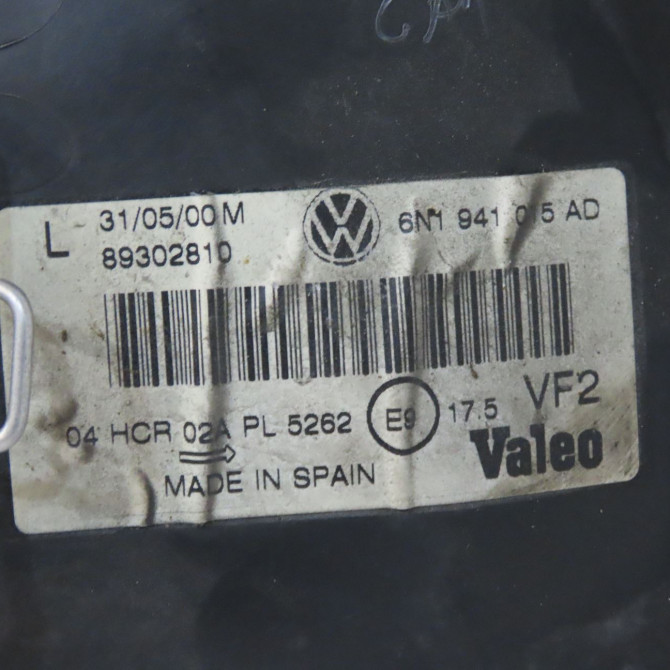 L 31/05/00 M 6N1 941 015 AD
89302810
04 HCR 02A PL 5262 E9 17.5 VF2
Valeo
MADE IN SPAIN